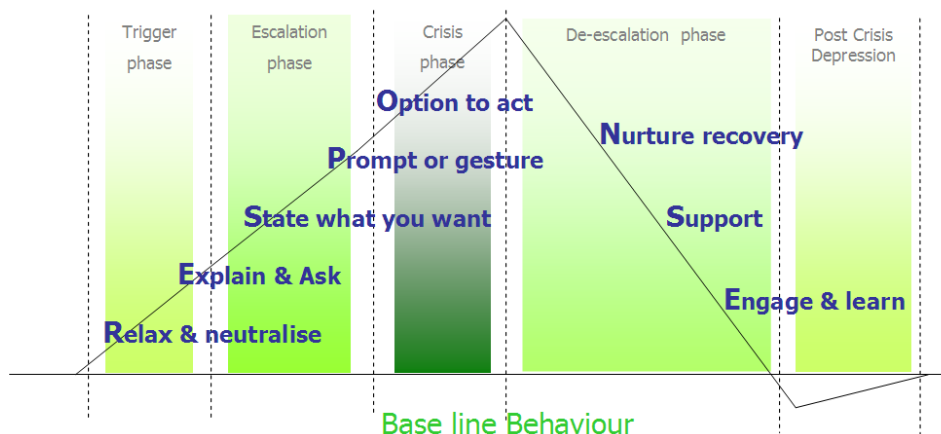 Trigger
phase
Escalation
phase
Crisis
phase
De-escalation phase
Post Crisis
Depression
Option to act
Prompt or gesture
State what you want
Explain & Ask
Relax & neutralise
Nurture recovery
Support
Engage & learn
Base line Behaviour